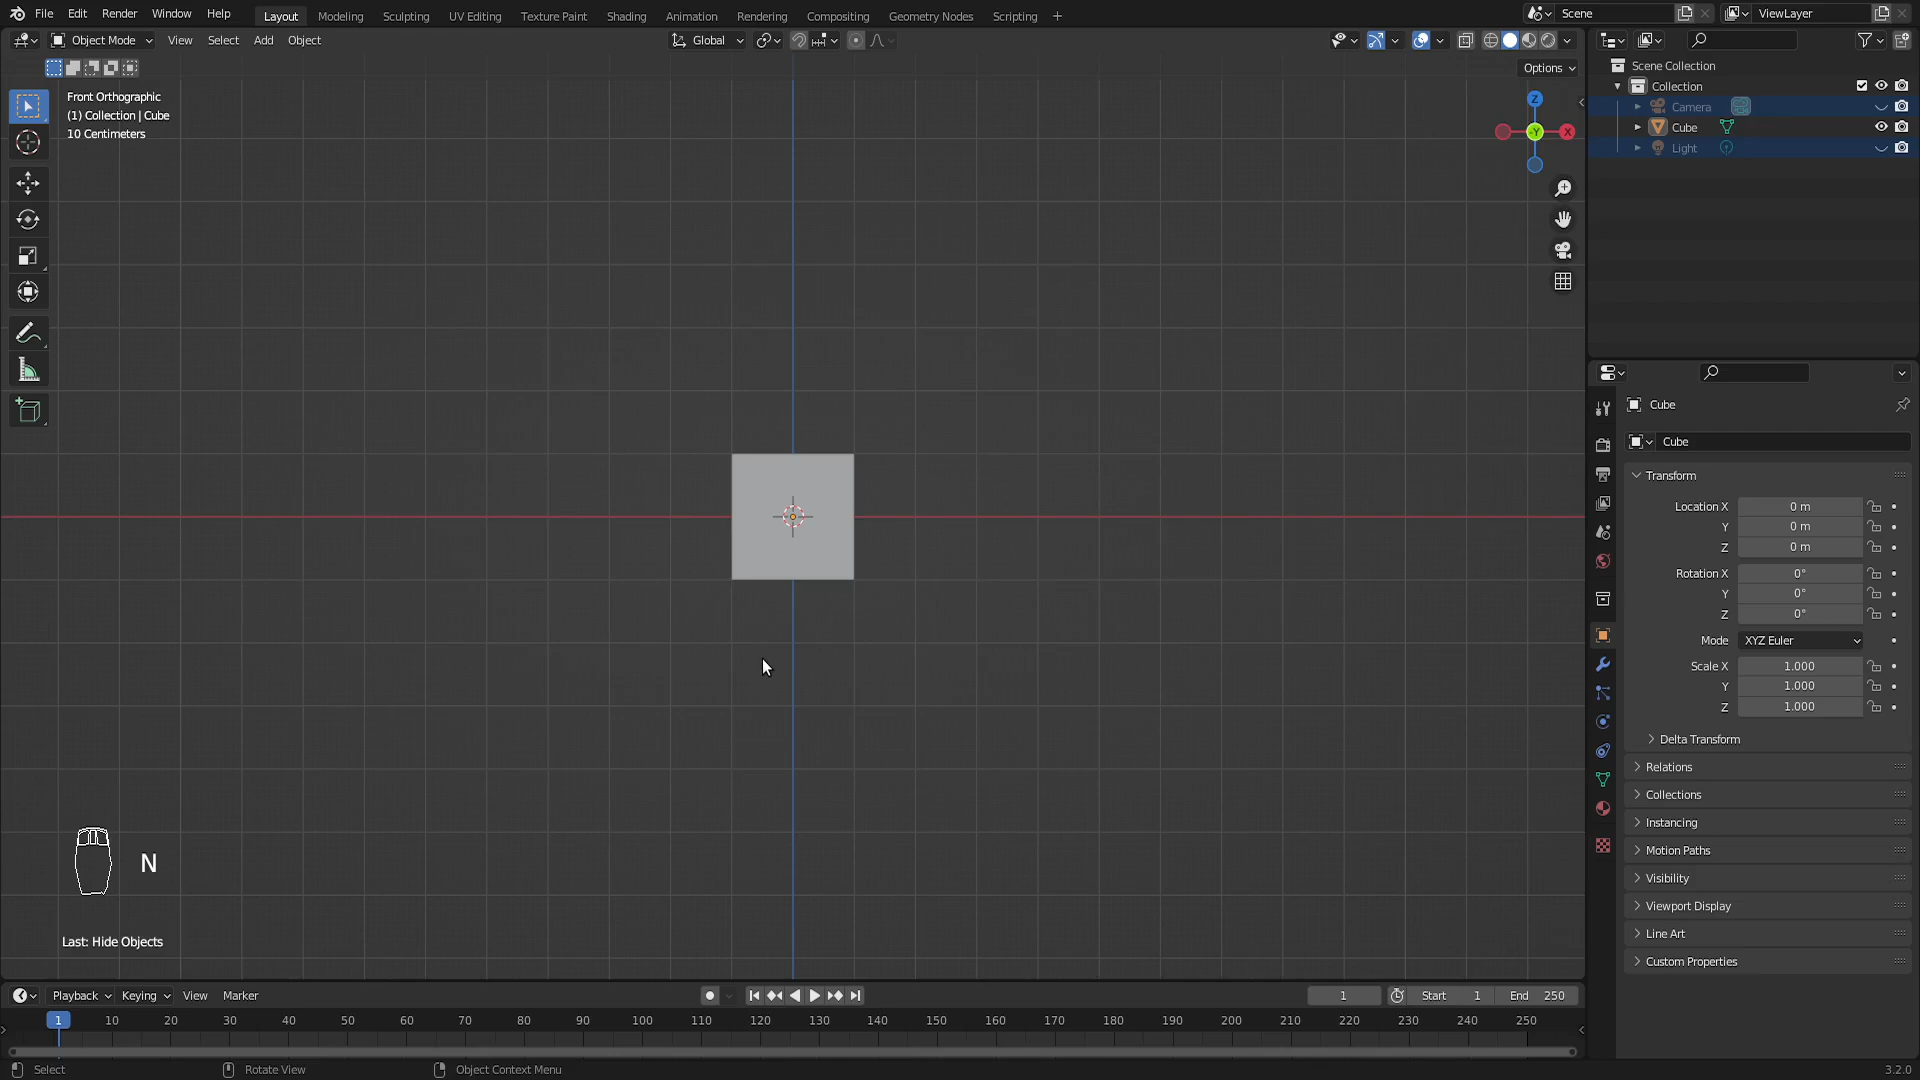 File Edit Render Window Help Layout Modeling Sculpting UV Editing Texture Paint Shading Animation Rendering Compositing Geometry Nodes Scripting + Scene ViewLayer
Object Mode View Select Add Object Global
Options
Front Orthographic
(1) Collection | Cube
10 Centimeters
Z
Y
X
Scene Collection
Collection
Camera
Cube
Light
Cube
Cube
Transform
Location X 0 m
Y 0 m
Z 0 m
Rotation X 0°
Y 0°
Z 0°
Mode XYZ Euler
Scale X 1.000
Y 1.000
Z 1.000
Delta Transform
Relations
Collections
Instancing
Motion Paths
Visibility
Viewport Display
Line Art
Custom Properties
N
Last: Hide Objects
Playback Keying View Marker 1 Start 1 End 250
1 10 20 30 40 50 60 70 80 90 100 110 120 130 140 150 160 170 180 190 200 210 220 230 240 250
Select Rotate View Object Context Menu 3.2.0